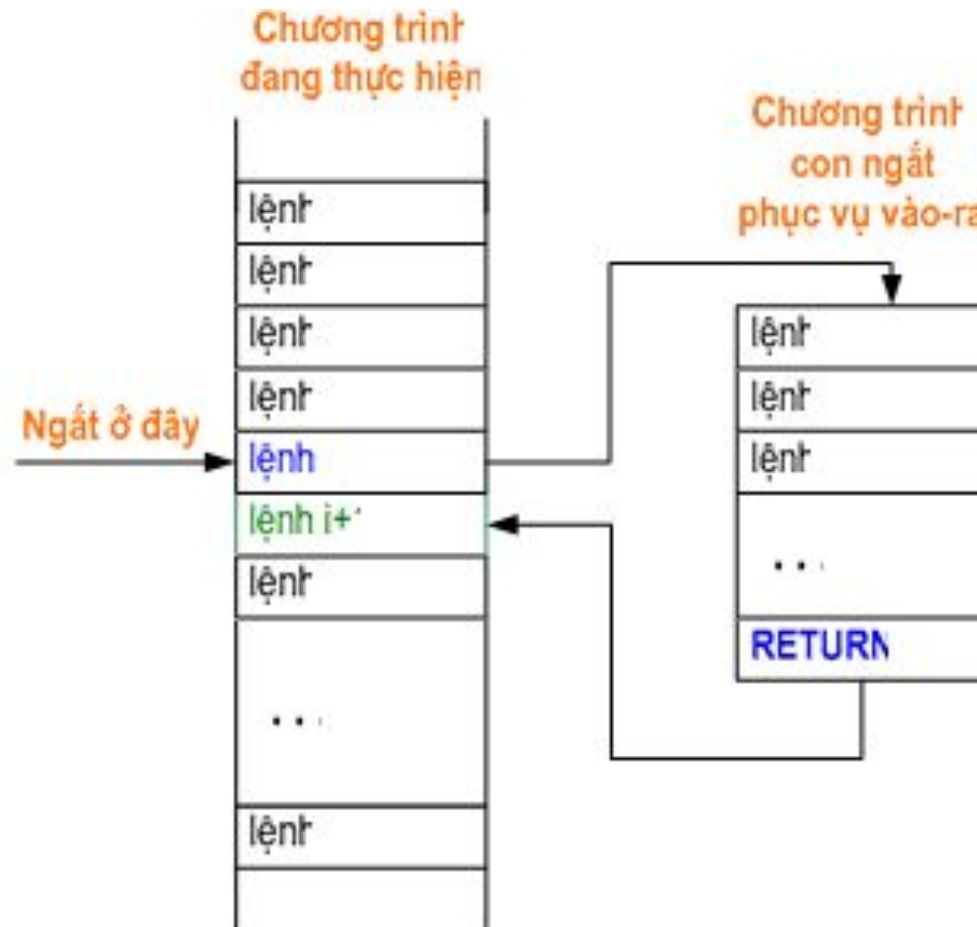 Chương trình
đang thực hiện
lệnh
lệnh
lệnh
lệnh
Ngắt ở đây
lệnh
lệnh i+1
lệnh
...
lệnh
Chương trình
con ngắt
phục vụ vào-ra
lệnh
lệnh
lệnh
...
RETURN